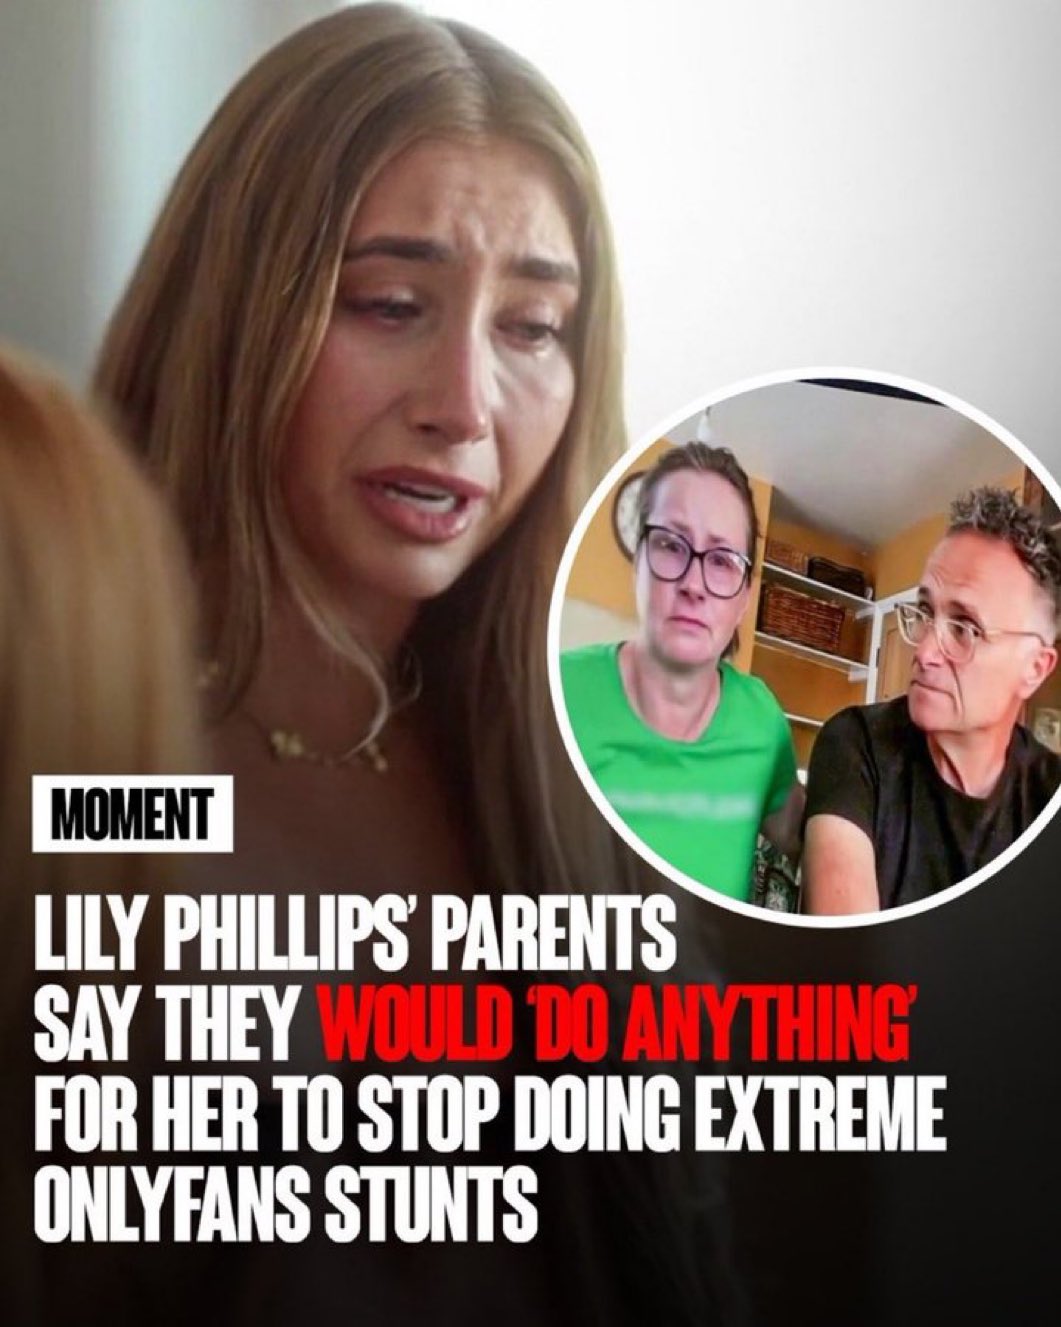 MOMENT
LILY PHILLIPS’ PARENTS
SAY THEY WOULD ‘DO ANYTHING’
FOR HER TO STOP DOING EXTREME
ONLYFANS STUNTS